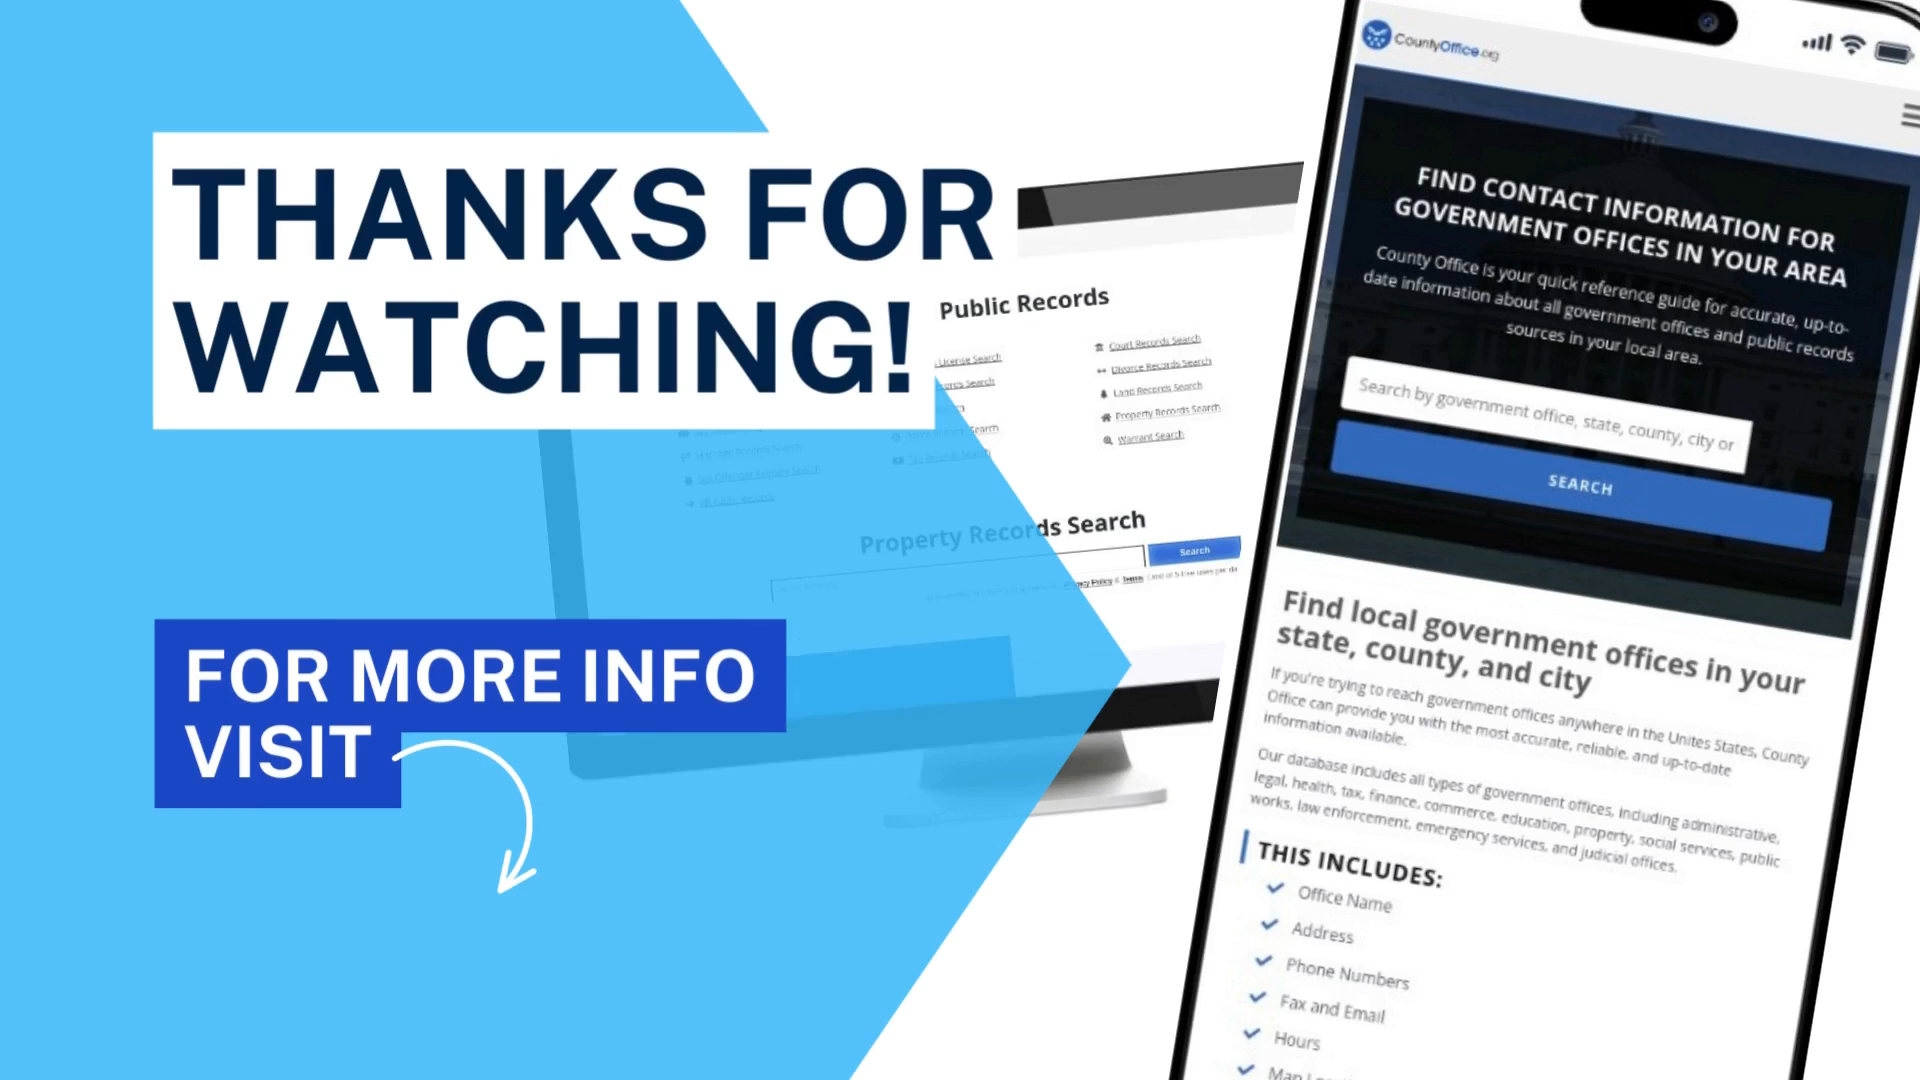 THANKS FOR
WATCHING!
FOR MORE INFO
VISIT
Public Records
License Search
Search
Search
Court Records Search
Divorce Records Search
Land Records Search
Property Records Search
Warrant Search
Property Records Search
Search
CountyOffice.org
FIND CONTACT INFORMATION FOR
GOVERNMENT OFFICES IN YOUR AREA
County Office is your quick reference guide for accurate, up-to-
date information about all government offices and public records
sources in your local area.
Search by government office, state, county, city or
SEARCH
Find local government offices in your
state, county, and city
If you're trying to reach government offices anywhere in the Unites States, County
Office can provide you with the most accurate, reliable, and up-to-date
information available.
Our database includes all types of government offices, including administrative,
legal, health, tax, finance, commerce, education, property, social services, public
works, law enforcement, emergency services, and judicial offices.
THIS INCLUDES:
Office Name
Address
Phone Numbers
Fax and Email
Hours